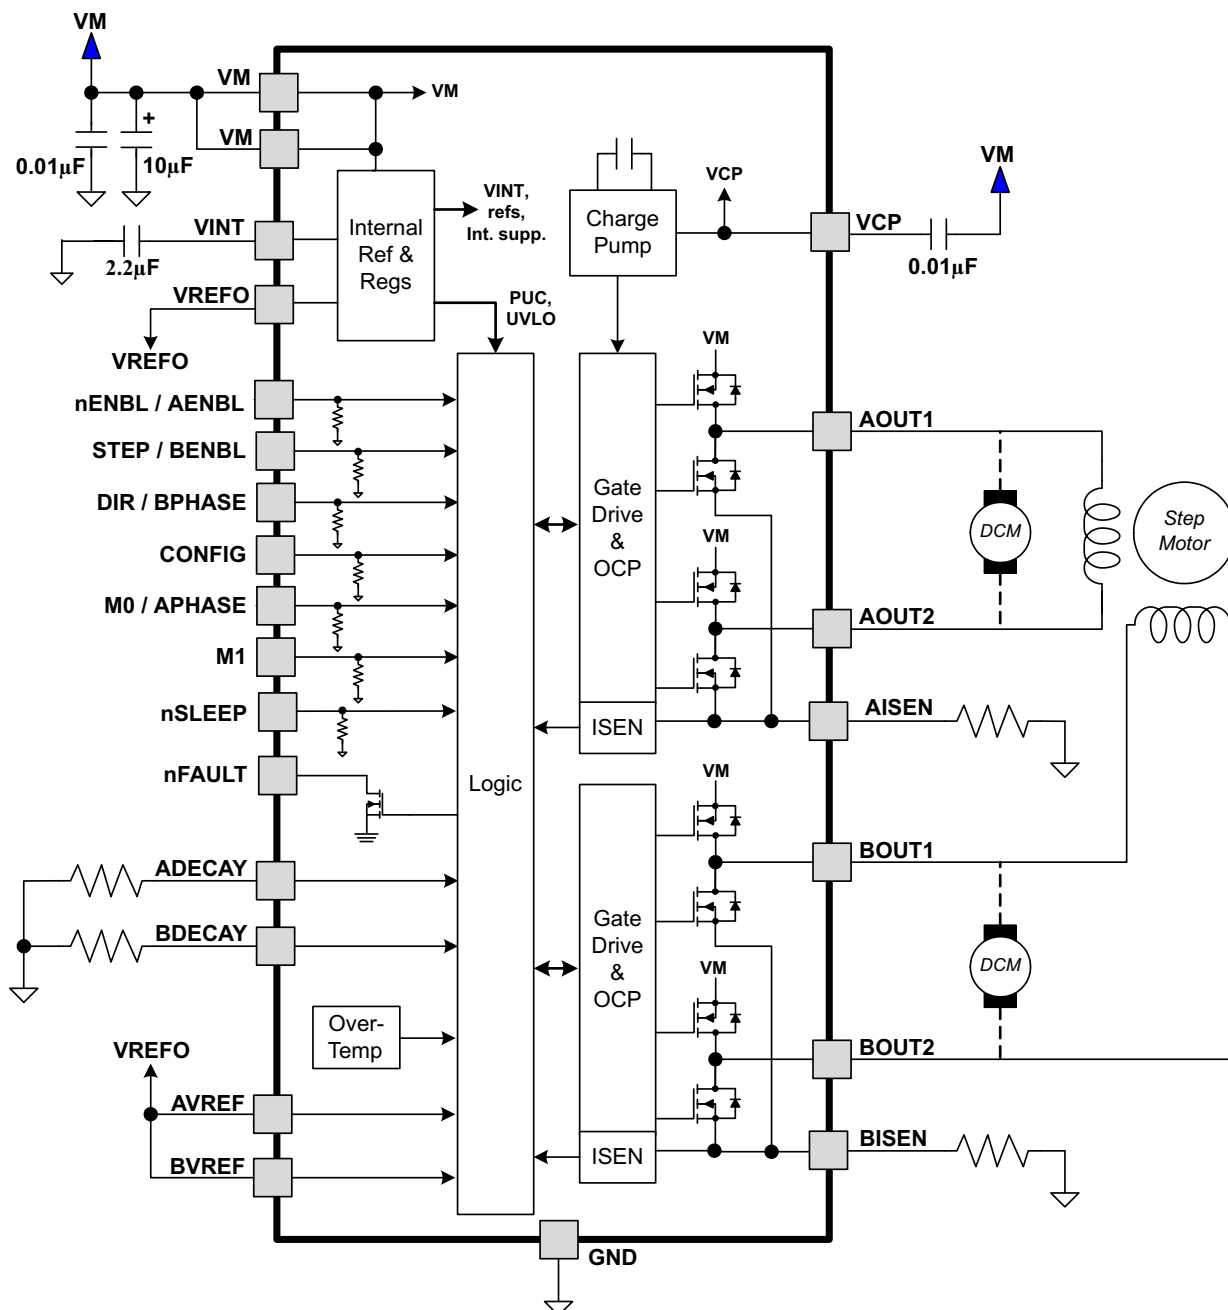 VM
VM
VM
VM
+
0.01µF
10µF
VINT
2.2µF
VREFO
VREFO
Internal
Ref &
Regs
VINT,
refs,
Int. supp.
PUC,
UVLO
Charge
Pump
VCP
VCP
VM
0.01µF
nENBL / AENBL
STEP / BENBL
DIR / BPHASE
CONFIG
M0 / APHASE
M1
nSLEEP
nFAULT
ADECAY
BDECAY
Over-
Temp
VREFO
AVREF
BVREF
Logic
Gate
Drive
&
OCP
ISEN
VM
VM
AOUT1
DCM
Step
Motor
AOUT2
AISEN
Gate
Drive
&
OCP
ISEN
VM
VM
BOUT1
DCM
BOUT2
BISEN
GND